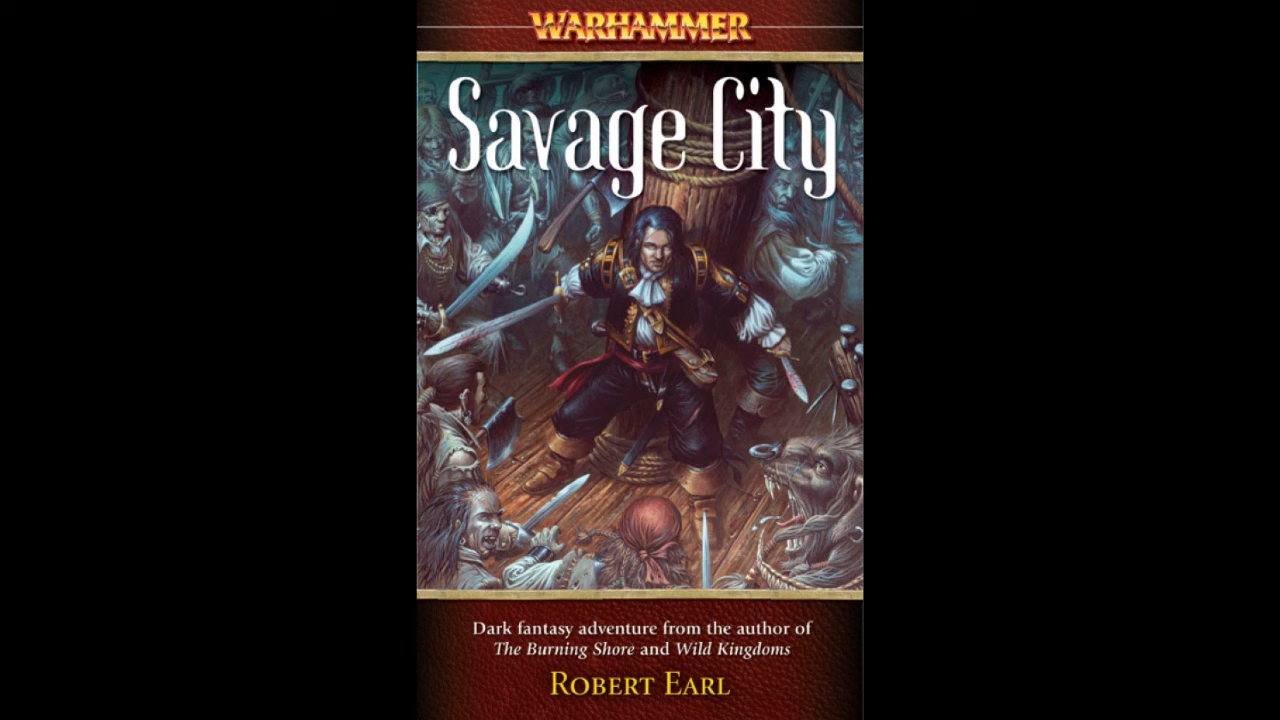 WARHAMMER
Savage City
Dark fantasy adventure from the author of
The Burning Shore and Wild Kingdoms
ROBERT EARL